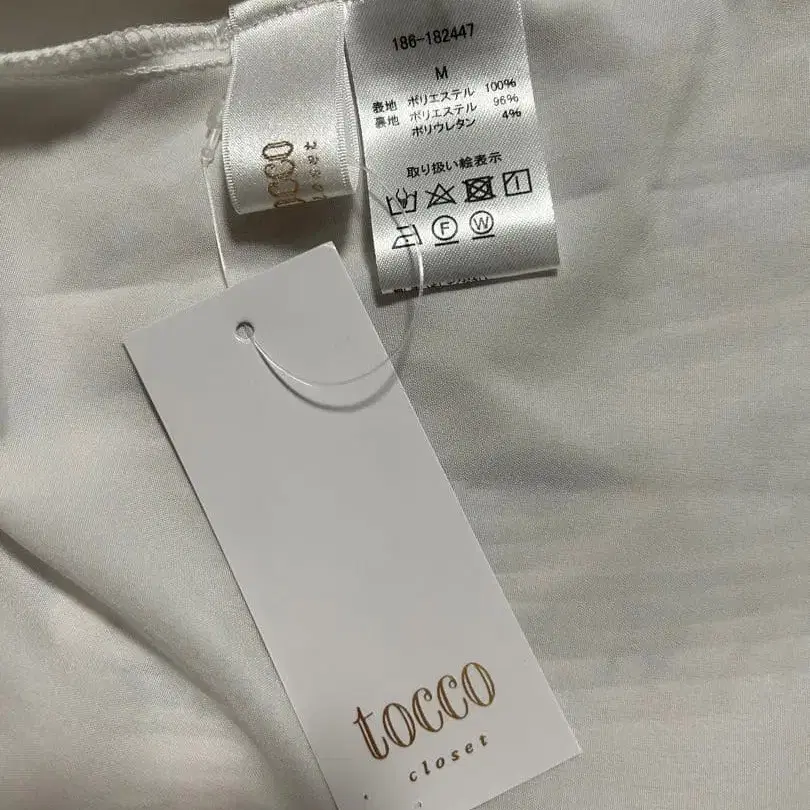 186-182447
M
表地 ポリエステル 100%
裏地 ポリエステル 96%
ポリウレタン 4%
取り扱い絵表示
F W
tocco
closet